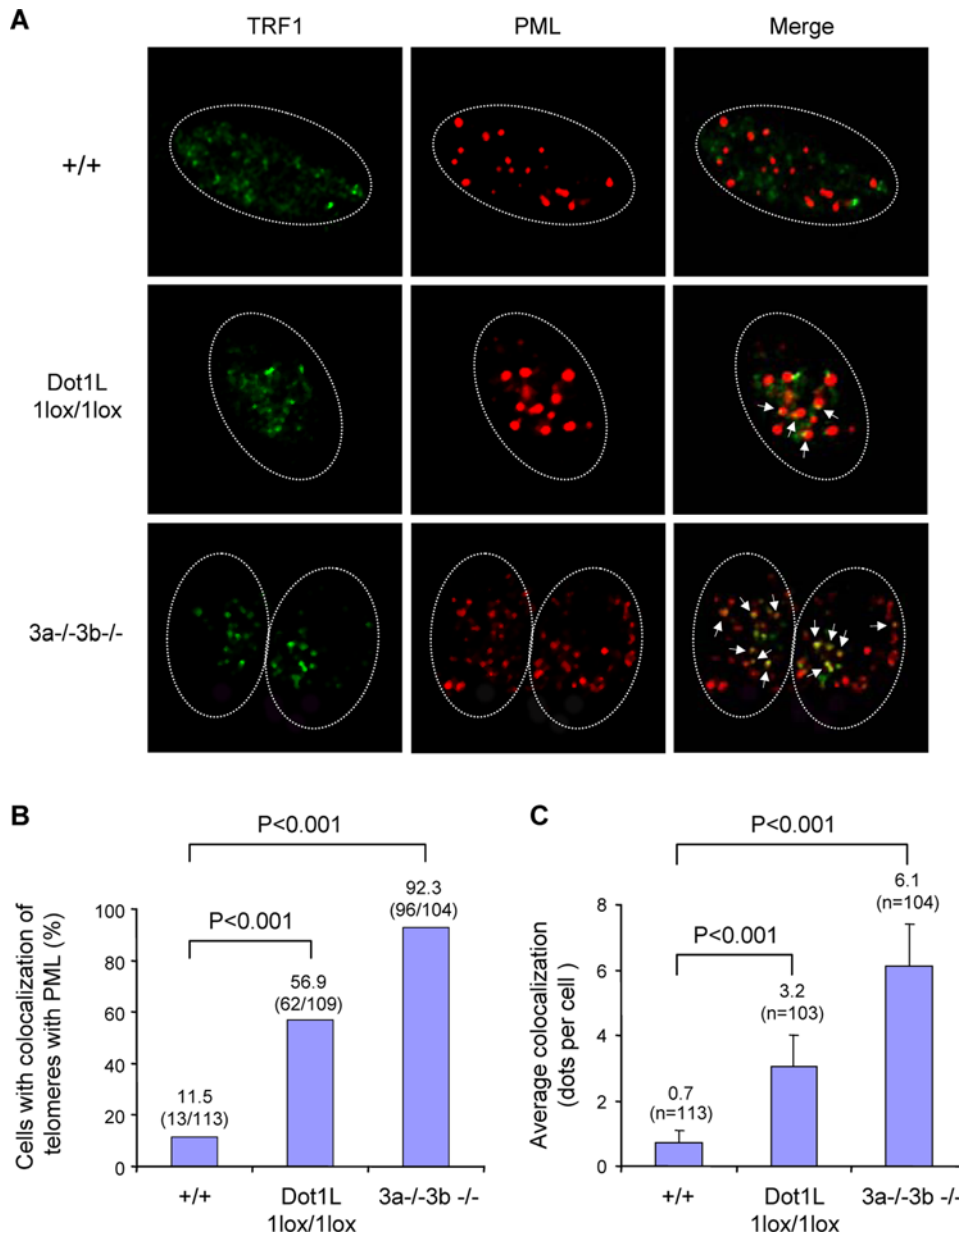 A
TRF1
PML
Merge
+/+
Dot1L
1lox/1lox
3a-/-3b-/-
B
P<0.001
P<0.001
Cells with colocalization of
telomeres with PML (%)
100
80
60
40
20
0
11.5
(13/113)
56.9
(62/109)
92.3
(96/104)
+/+
Dot1L
1lox/1lox
3a-/-3b -/-
C
P<0.001
P<0.001
Average colocalization
(dots per cell )
8
6
4
2
0
0.7
(n=113)
3.2
(n=103)
6.1
(n=104)
+/+
Dot1L
1lox/1lox
3a-/-3b -/-